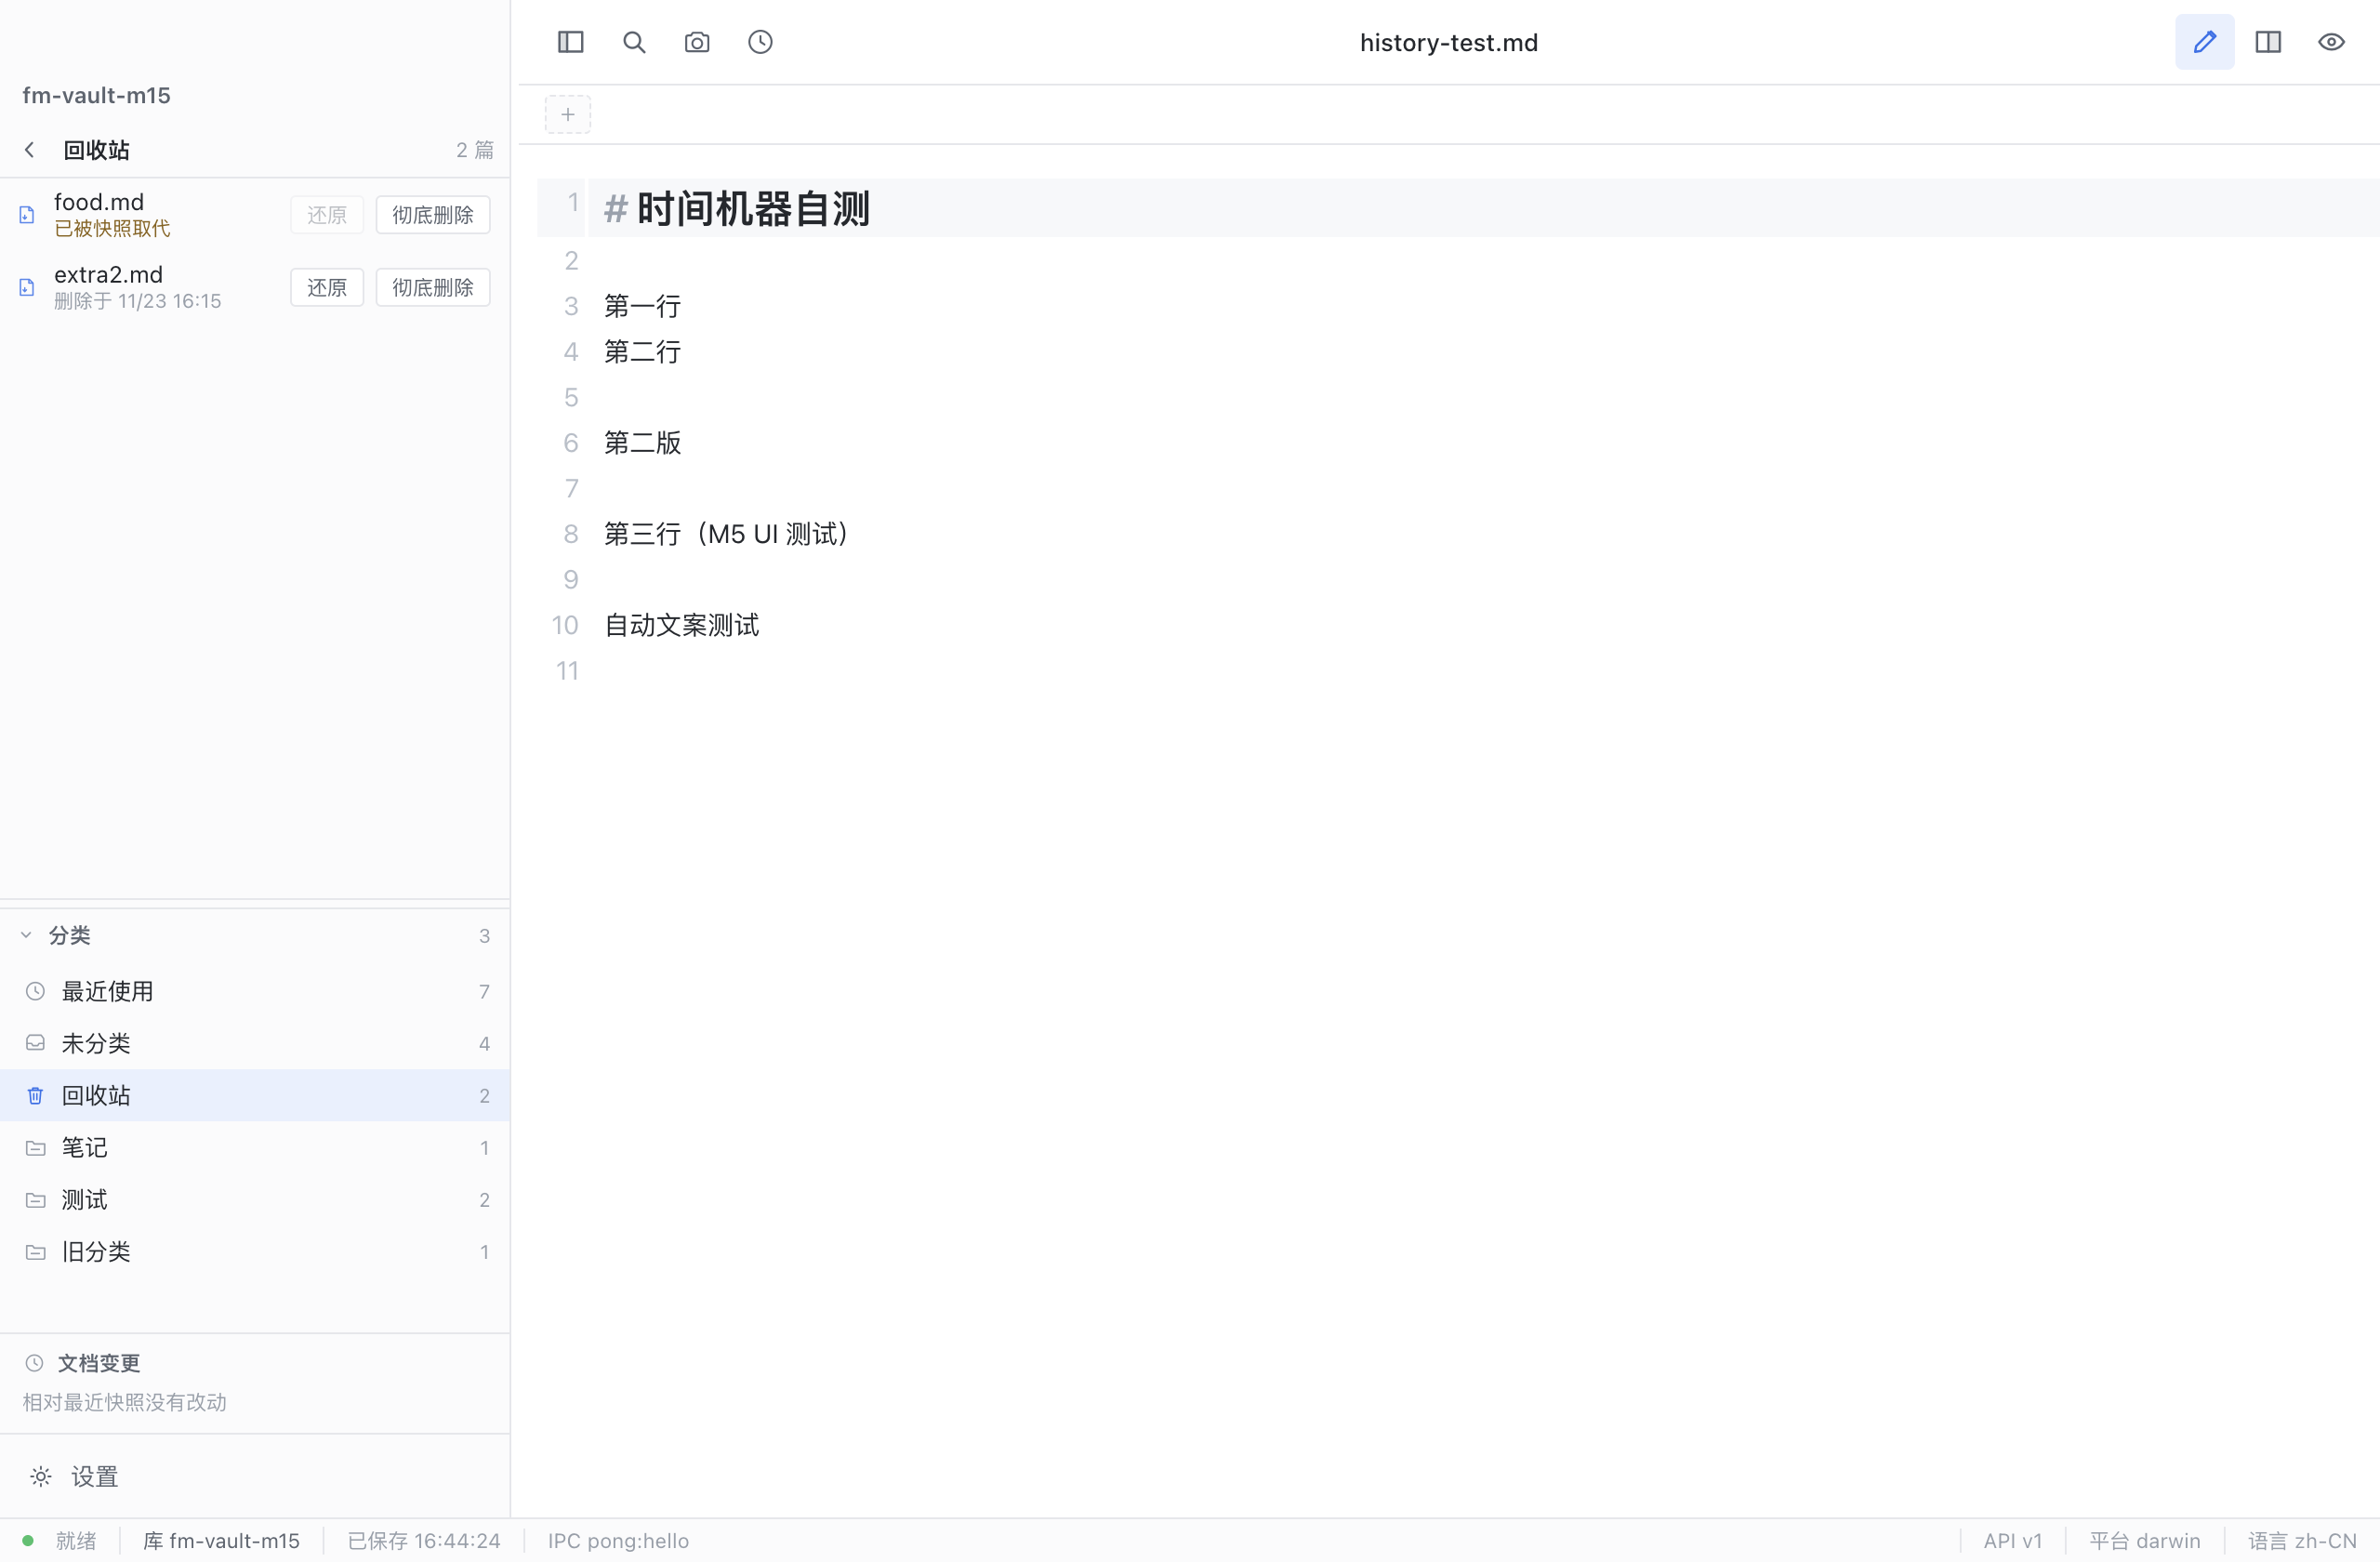 fm-vault-m15
回收站 2 篇
food.md
已被快照取代
还原 彻底删除
extra2.md
删除于 11/23 16:15
还原 彻底删除
分类 3
最近使用 7
未分类 4
回收站 2
笔记 1
测试 2
旧分类 1
文档变更
相对最近快照没有改动
设置
history-test.md
+
1 # 时间机器自测
2
3 第一行
4 第二行
5
6 第二版
7
8 第三行（M5 UI 测试）
9
10 自动文案测试
11
就绪 库 fm-vault-m15 已保存 16:44:24 IPC pong:hello API v1 平台 darwin 语言 zh-CN